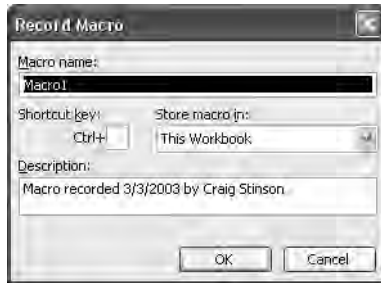 Record Macro
Macro name:
Macro1
Shortcut key:
Store macro in:
Ctrl+
This Workbook
Description:
Macro recorded 3/3/2003 by Craig Stinson
OK
Cancel